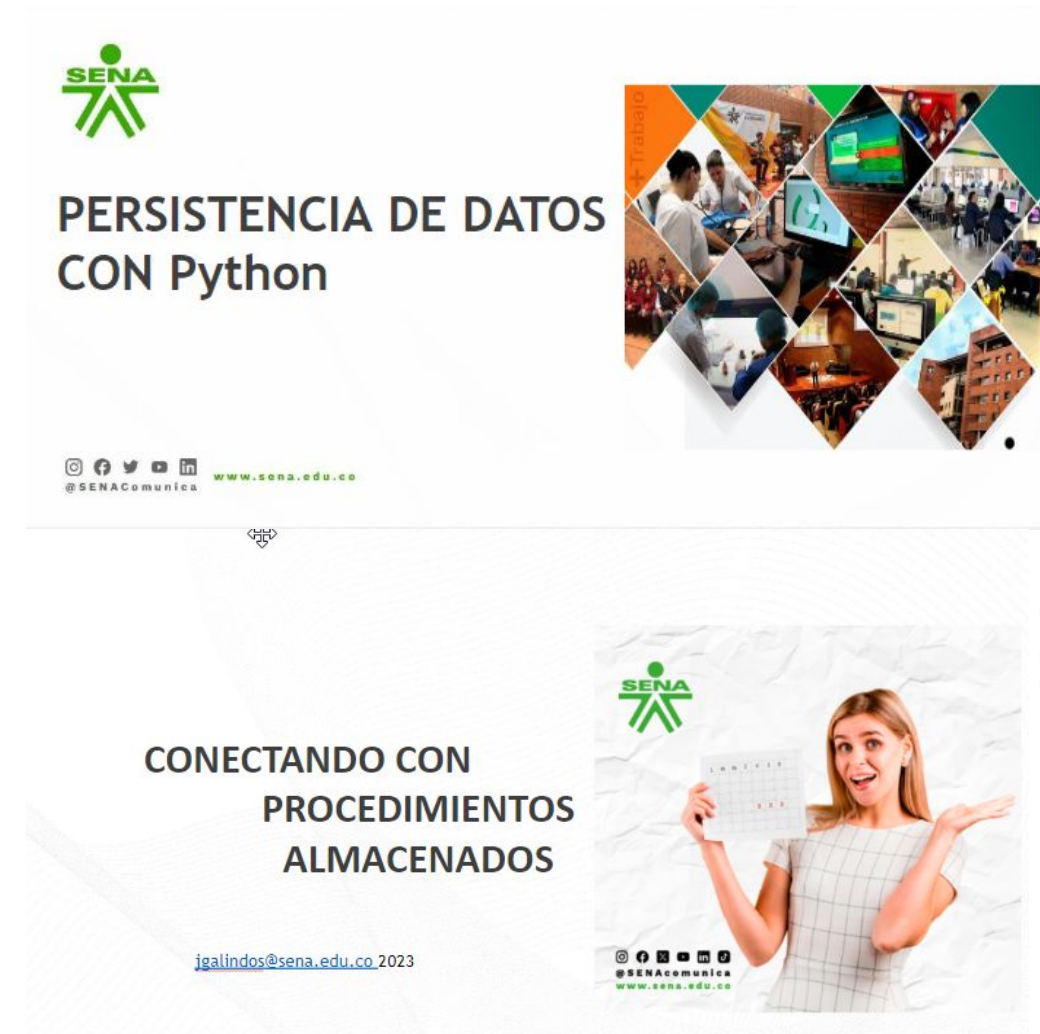 SENA
+ Trabajo
PERSISTENCIA DE DATOS
CON Python
@SENAComunica
www.sena.edu.co
CONECTANDO CON
PROCEDIMIENTOS
ALMACENADOS
jgalindos@sena.edu.co 2023
SENA
@SENAcomunica
www.sena.edu.co